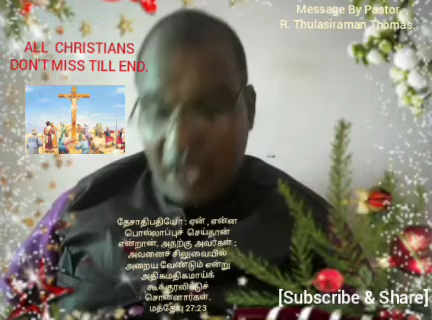 Message By Pastor
R. Thulasiraman Thomas.
ALL CHRISTIANS
DON'T MISS TILL END.
தேசாதிபதியோ : ஏன் , என்ன
பொல்லாப்புச் செய்தான்
என்றான். அதற்கு அவர்கள் :
அவனைச் சிலுவையில்
அறைய வேண்டும் என்று
அதிகமதிகமாய்க்
கூக்குரலிட்டுச்
சொன்னார்கள்.
மத்தேயு 27:23
[Subscribe & Share]